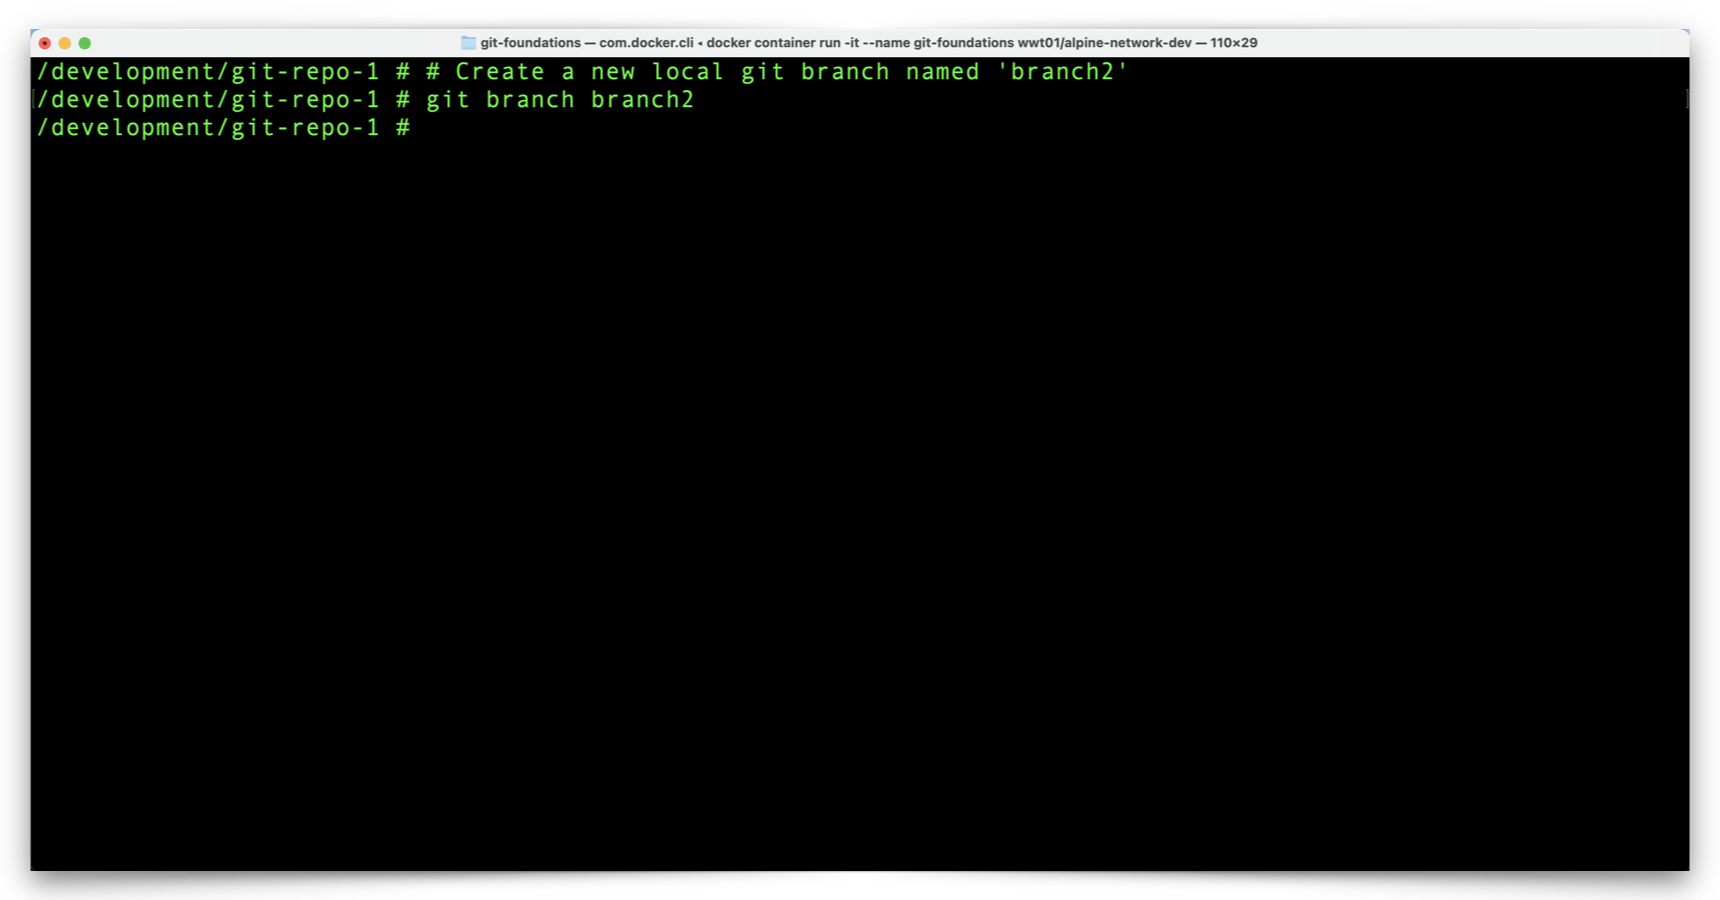 git-foundations — com.docker.cli ◂ docker container run -it --name git-foundations wwt01/alpine-network-dev — 110×29
/development/git-repo-1 # # Create a new local git branch named 'branch2'
/development/git-repo-1 # git branch branch2
/development/git-repo-1 #